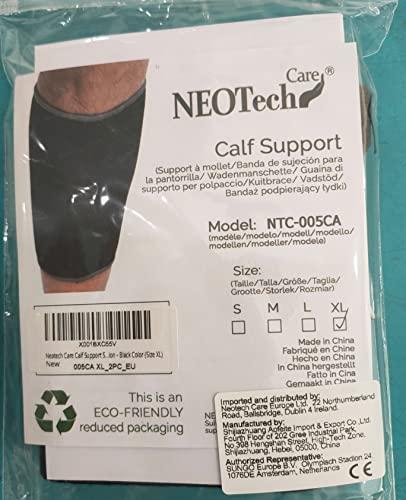 Care ®
NEOTech
Calf Support
(Support à mollet/Banda de sujeción para
la pantorrilla/ Wadenmanschette/ Guaina di
supporto per polpaccio/Kuitbrace/ Vadstöd/
Bandaż podpierający łydki)
Model: NTC-005CA
(modèle/modelo/modell/modello/
modellen/modeller/modele)
Size:
(Taille/Talla/Größe/Taglia/
Grootte/Storlek/Rozmiar)
S M L XL
Made in China
Fabriqué en Chine
Hecho en China
In China hergestellt
Fatto in Cina
Gemaakt in China
X001BXC55V
Neotech Care Calf Support S...ion - Black Color (Size XL)
New
005CA XL_2PC_EU
This is an
ECO-FRIENDLY
reduced packaging
Imported and distributed by:
Neotech Care Europe Ltd. 22 Northumberland
Road, Ballsbridge, Dublin 4 Ireland.
Manufactured by:
Shijiazhuang Aofeite Import & Export Co.,Ltd.
Fourth Floor of 202 Gree Industrial Park,
No 398 Hengshan Street, High-Tech Zone,
Shijiazhuang, Hebei, 05000, China
Authorized Representative:
SUNGO Europe B.V. Olympisch Stadion 24,
1076DE Amsterdam, Netherlands
CE